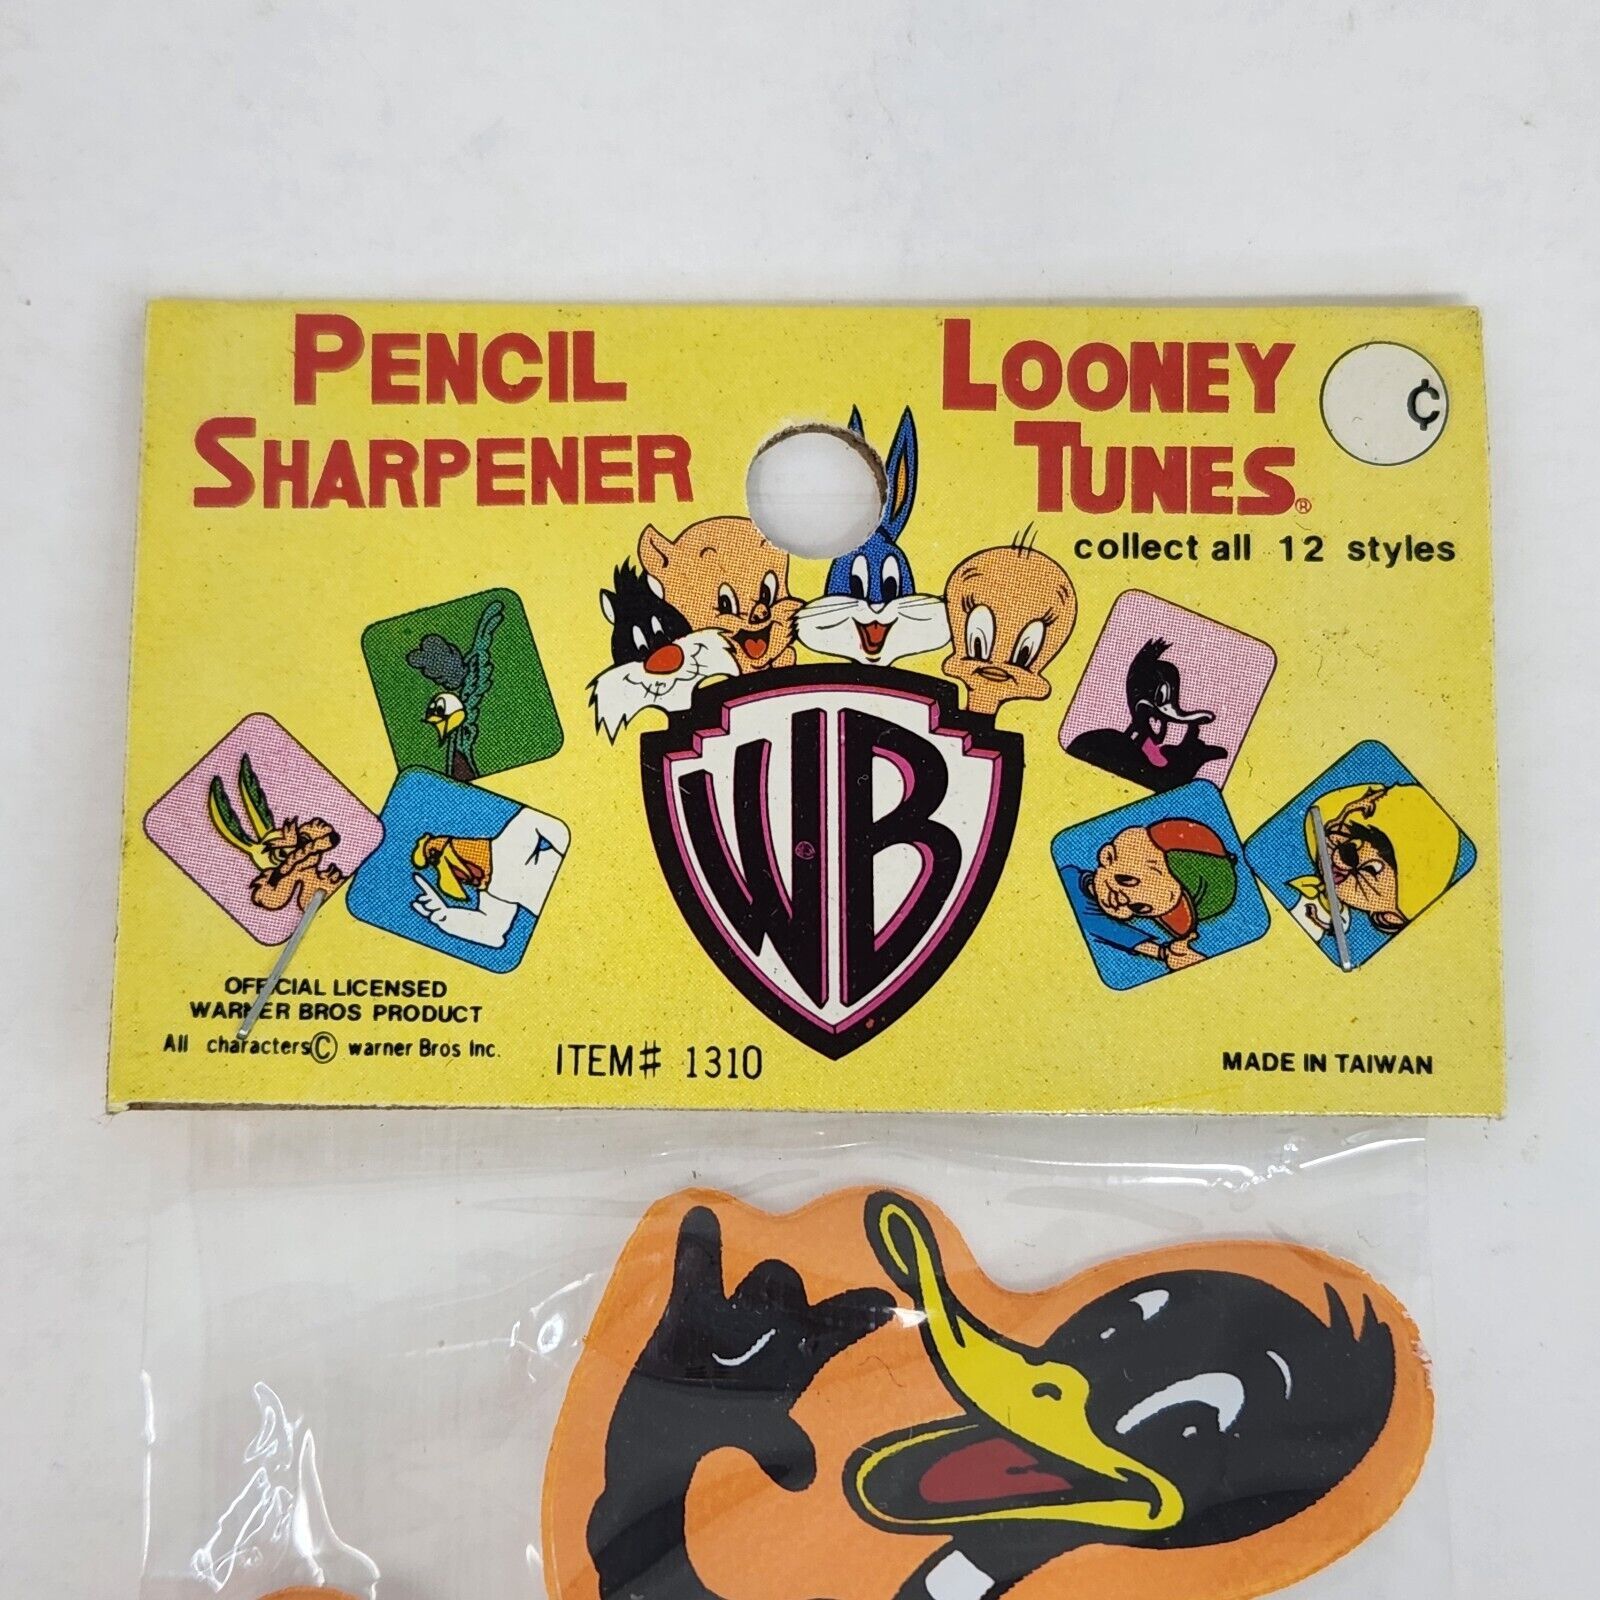 PENCIL
SHARPENER
LOONEY
TUNES®
¢
collect all 12 styles
WB
OFFICIAL LICENSED
WARNER BROS PRODUCT
All characters© warner Bros Inc.
ITEM# 1310
MADE IN TAIWAN